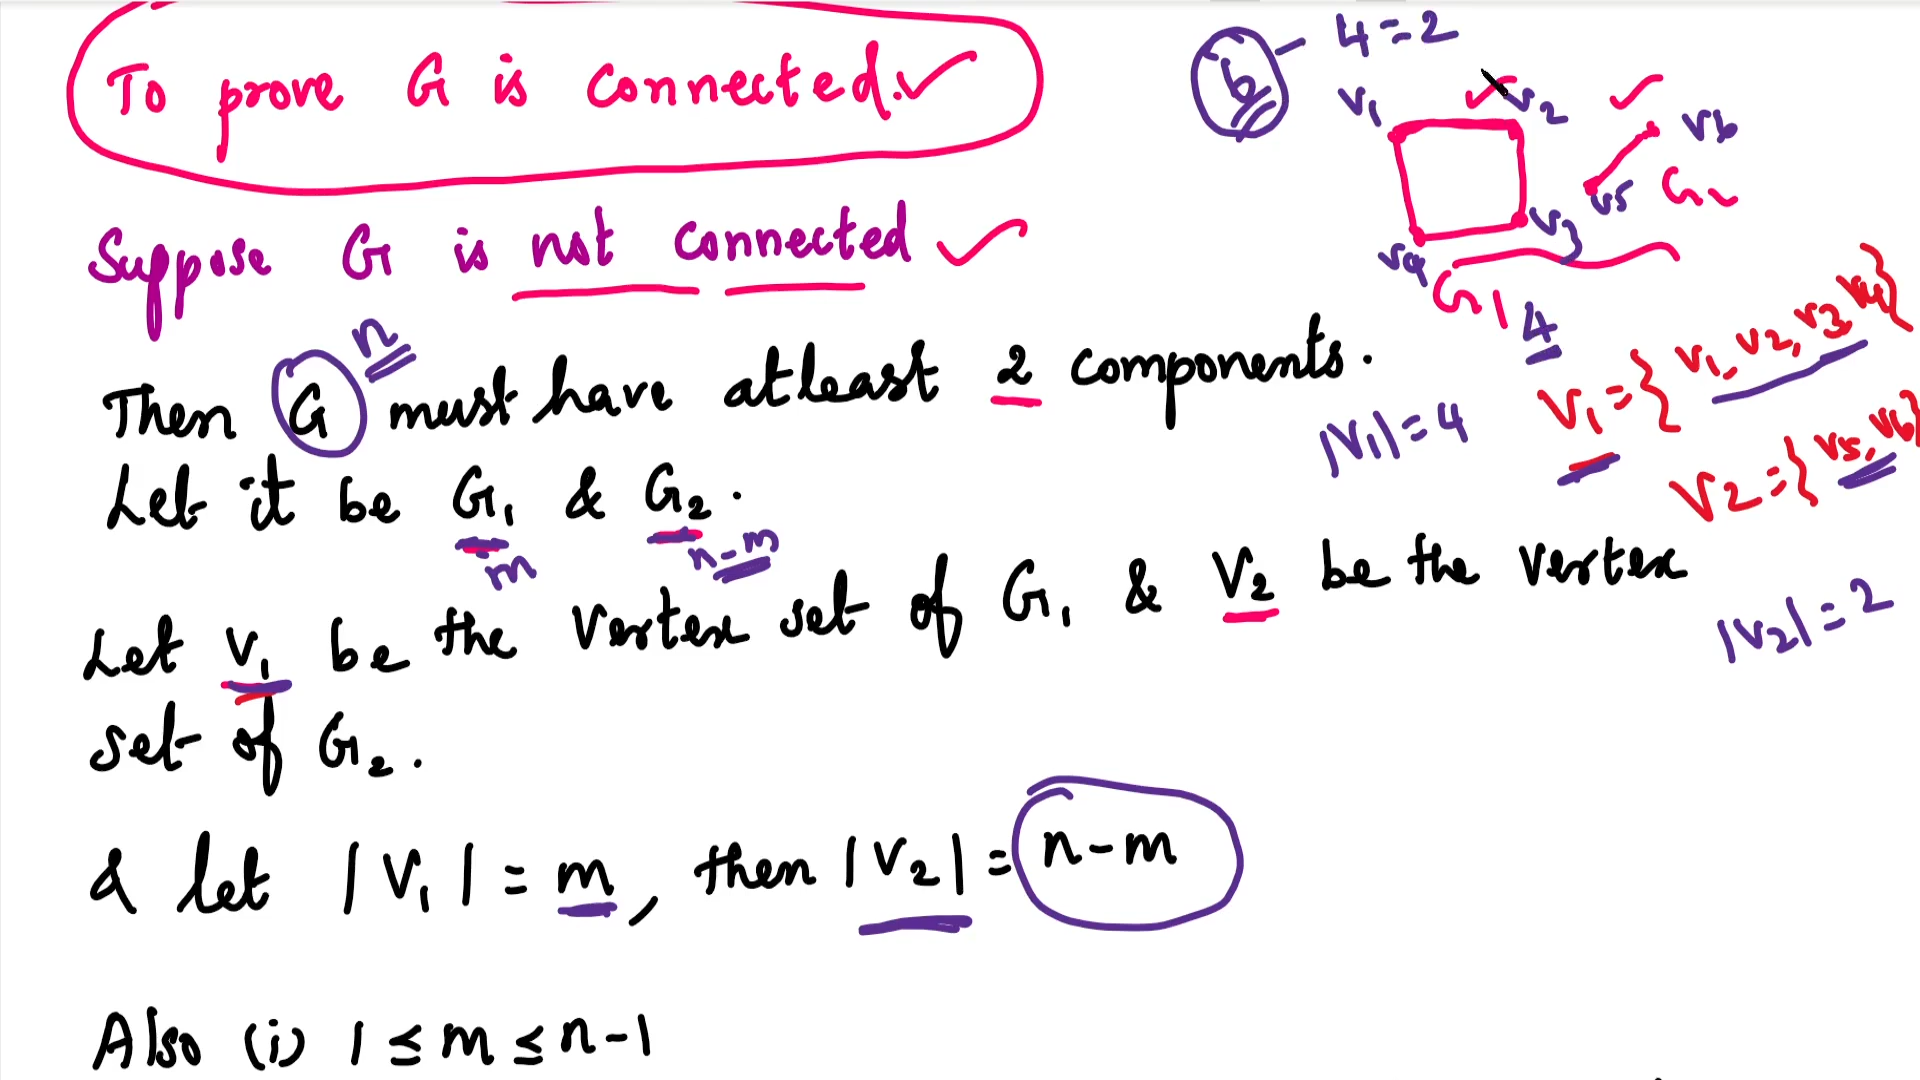 To prove G is connected.
Suppose G is not connected
n
Then G must have atleast 2 components.
Let it be G1 & G2.
m n-m
Let V1 be the Vertex set of G1 & V2 be the vertex
set of G2.
& let |V1| = m, then |V2| = n-m
Also (i) 1 ≤ m ≤ n-1
6 - 4 = 2
v1 v2 v6
v5 G2
v4 v3
G1 4
|V1| = 4
V1 = {v1, v2, v3, v4}
V2 = {v5, v6}
|V2| = 2